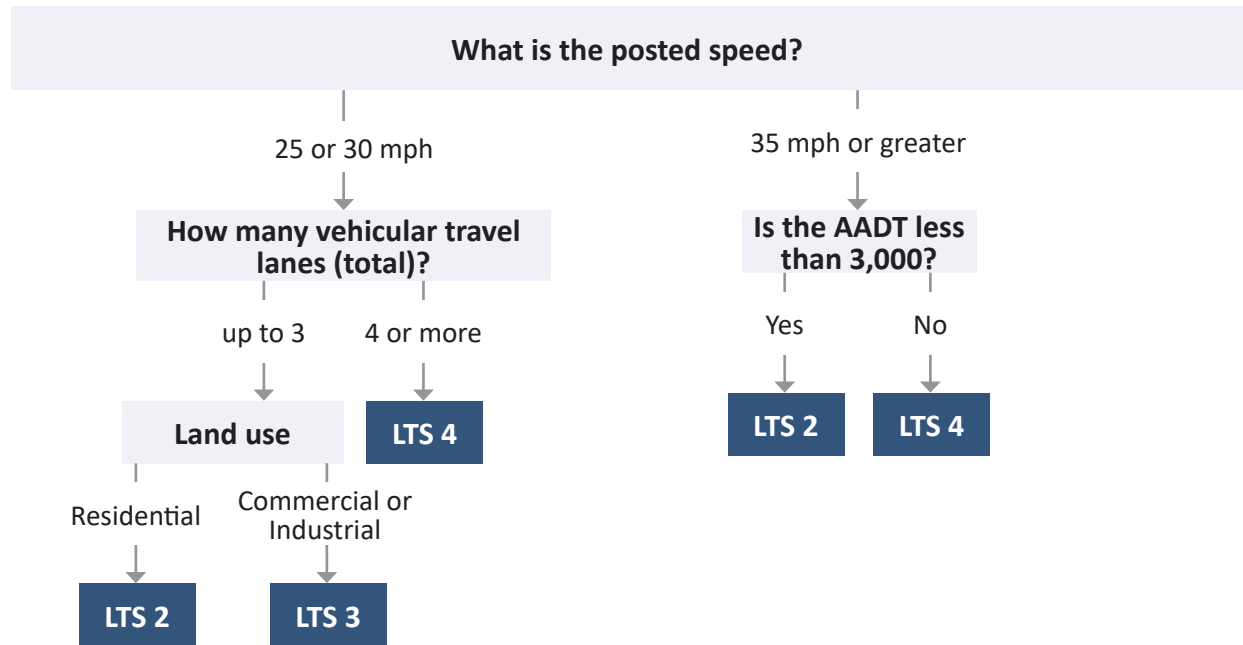 What is the posted speed?
25 or 30 mph
35 mph or greater
How many vehicular travel
lanes (total)?
Is the AADT less
than 3,000?
up to 3
4 or more
Yes
No
Land use
LTS 4
LTS 2
LTS 4
Residential
Commercial or
Industrial
LTS 2
LTS 3